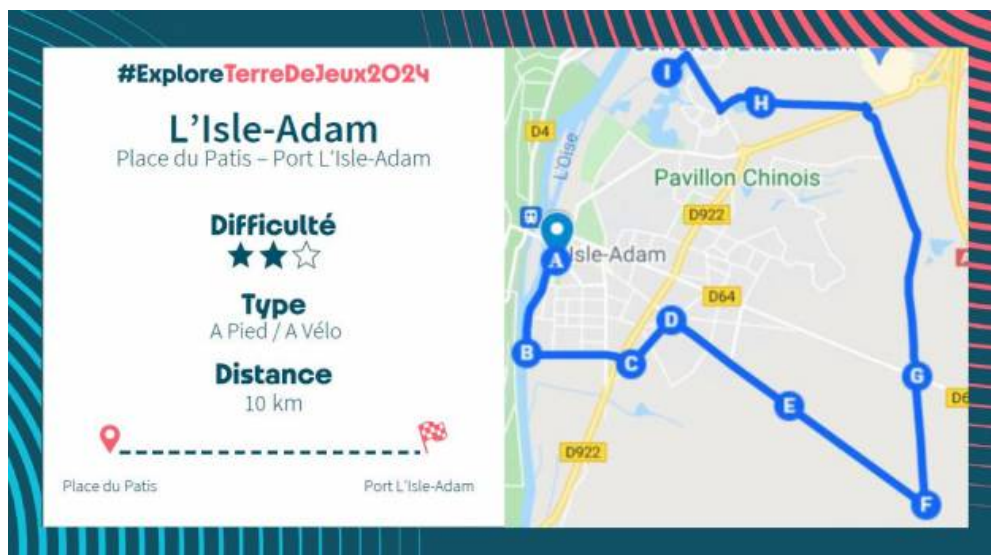 #ExploreTerreDeJeux2024
L'Isle-Adam
Place du Patis – Port L'Isle-Adam
Difficulté
Type
A Pied / A Vélo
Distance
10 km
Place du Patis
Port L'Isle-Adam
I
H
D4
L'Oise
Pavillon Chinois
D922
A
Isle-Adam
D64
D
B
C
G
E
D922
F